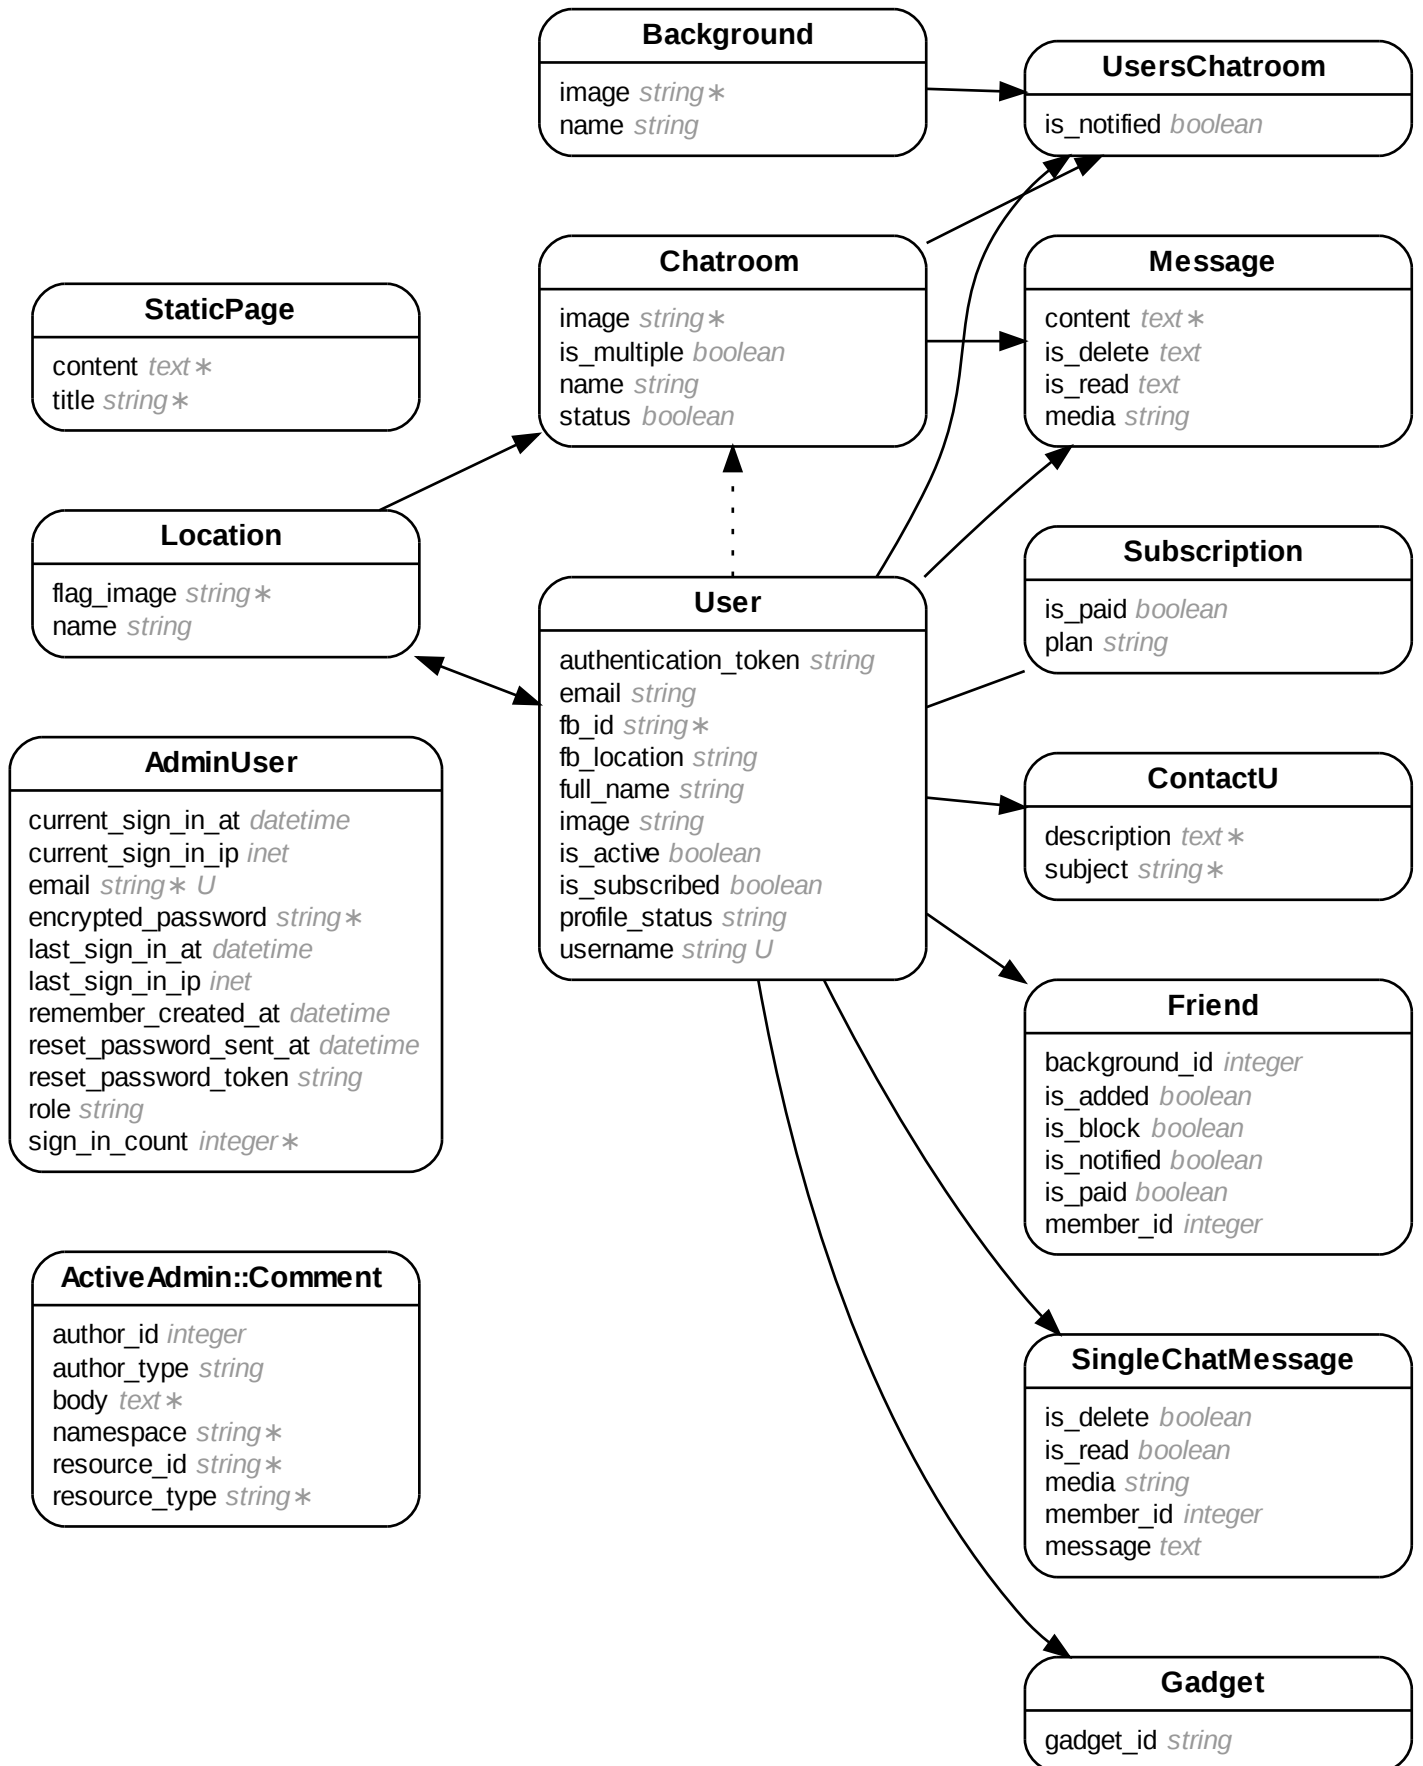 Background
image string∗
name string
UsersChatroom
is_notified boolean
Chatroom
image string∗
is_multiple boolean
name string
status boolean
Message
content text∗
is_delete text
is_read text
media string
StaticPage
content text∗
title string∗
Location
flag_image string∗
name string
User
authentication_token string
email string
fb_id string∗
fb_location string
full_name string
image string
is_active boolean
is_subscribed boolean
profile_status string
username string U
Subscription
is_paid boolean
plan string
AdminUser
current_sign_in_at datetime
current_sign_in_ip inet
email string∗ U
encrypted_password string∗
last_sign_in_at datetime
last_sign_in_ip inet
remember_created_at datetime
reset_password_sent_at datetime
reset_password_token string
role string
sign_in_count integer∗
ContactU
description text∗
subject string∗
Friend
background_id integer
is_added boolean
is_block boolean
is_notified boolean
is_paid boolean
member_id integer
ActiveAdmin::Comment
author_id integer
author_type string
body text∗
namespace string∗
resource_id string∗
resource_type string∗
SingleChatMessage
is_delete boolean
is_read boolean
media string
member_id integer
message text
Gadget
gadget_id string